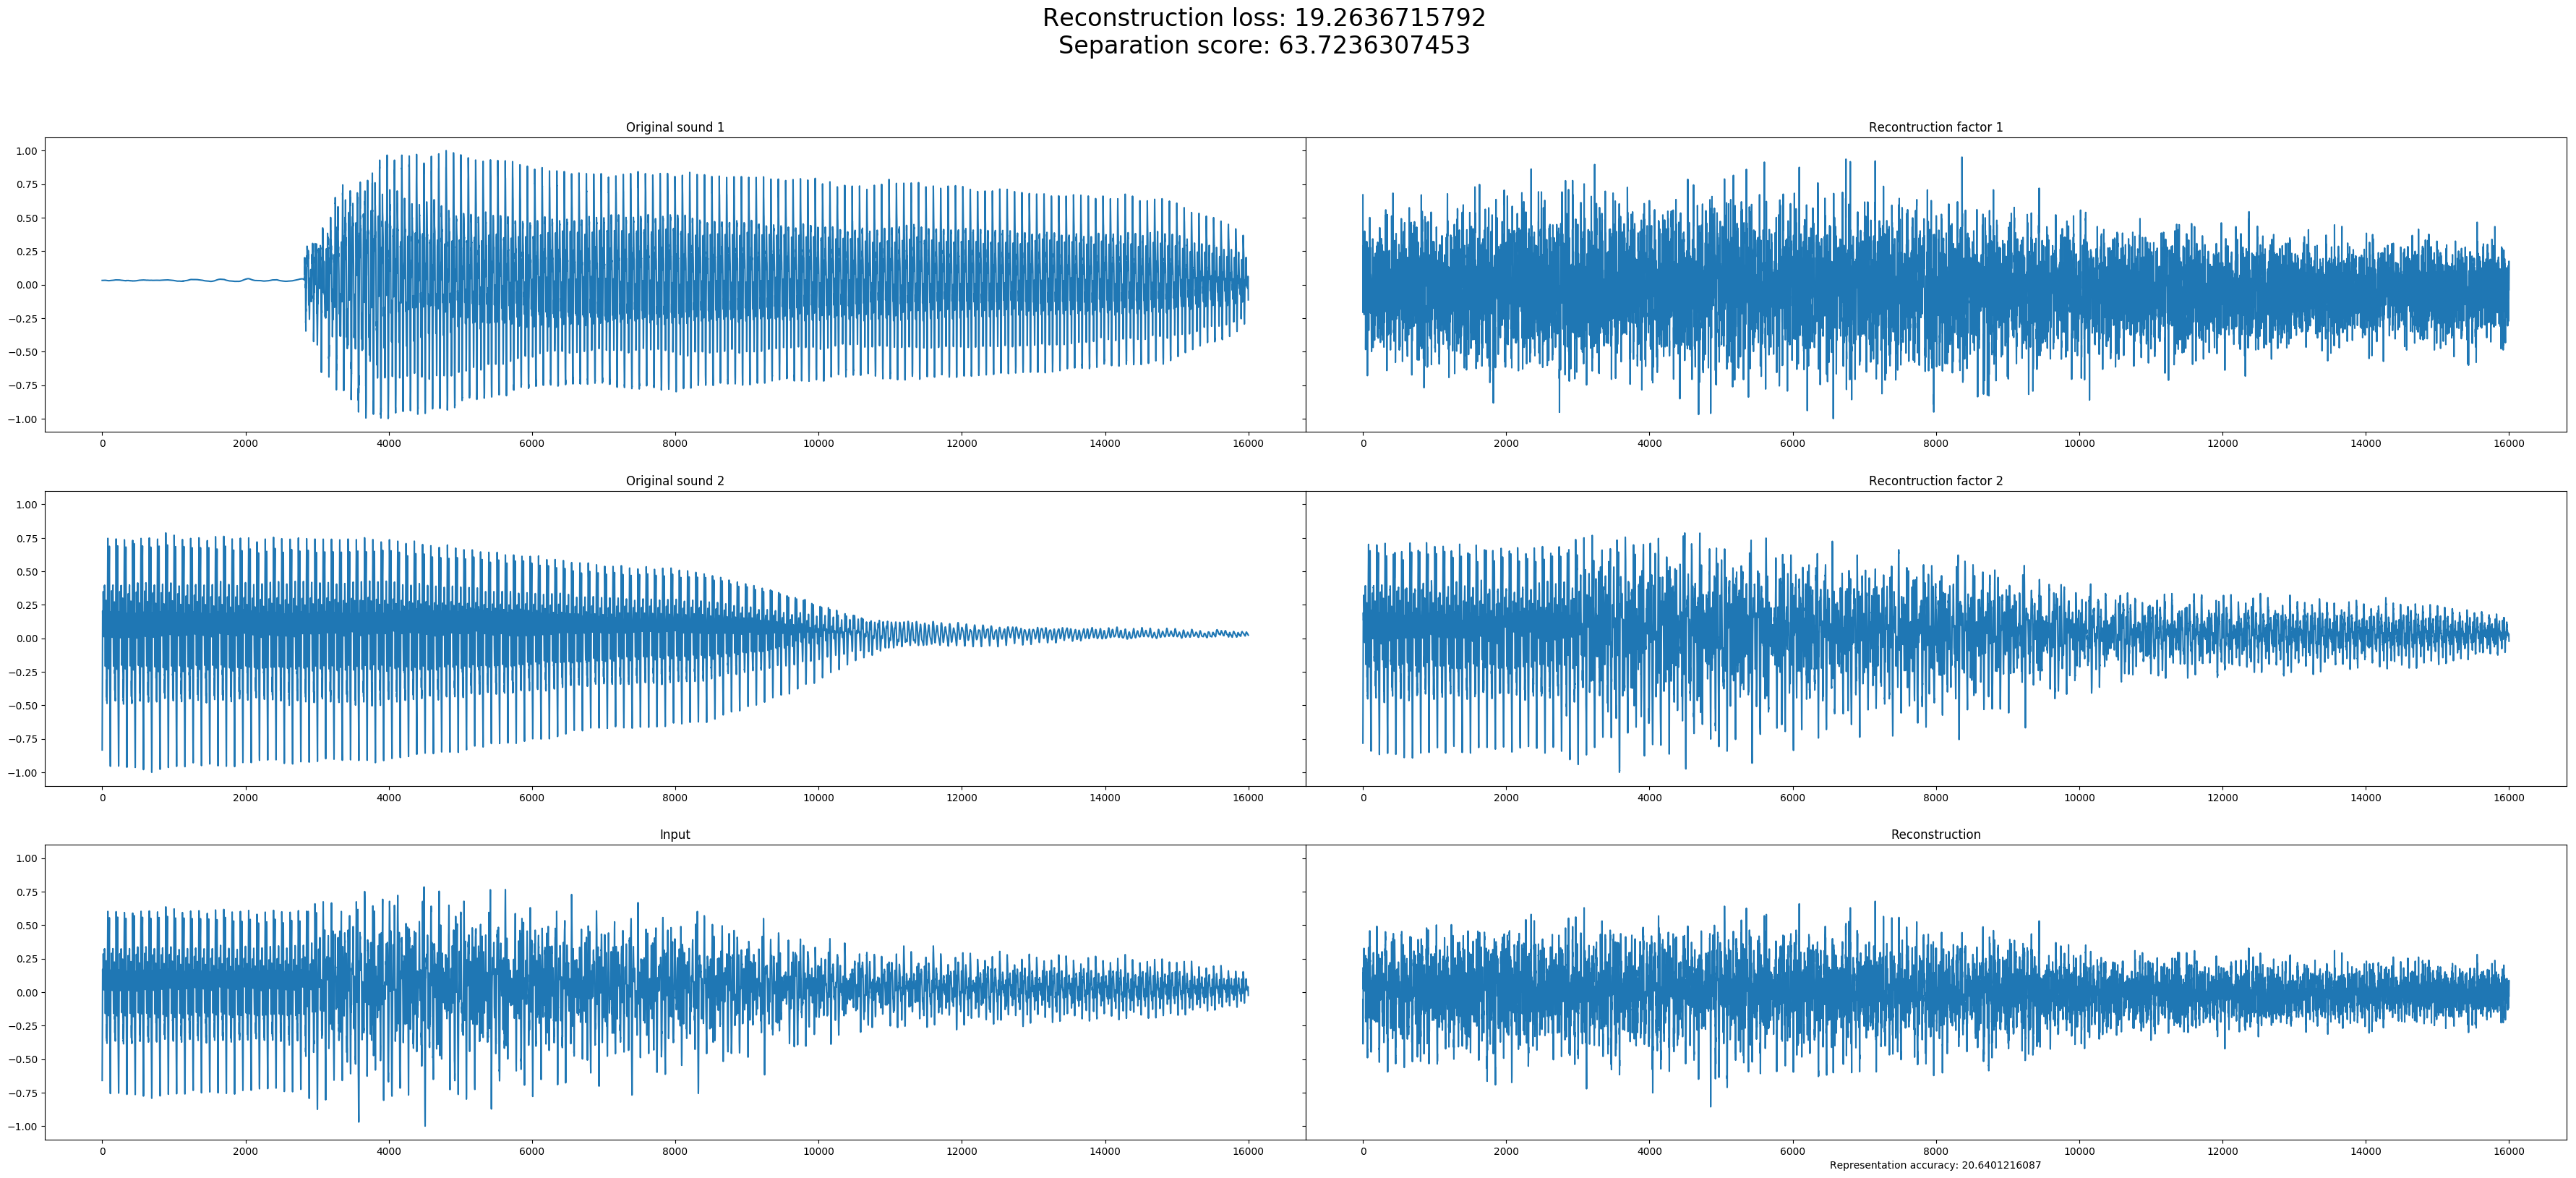 Reconstruction loss: 19.2636715792
Separation score: 63.7236307453
Original sound 1
Recontruction factor 1
1.00
0.75
0.50
0.25
0.00
−0.25
−0.50
−0.75
−1.00
0 2000 4000 6000 8000 10000 12000 14000 16000
0 2000 4000 6000 8000 10000 12000 14000 16000
Original sound 2
Recontruction factor 2
1.00
0.75
0.50
0.25
0.00
−0.25
−0.50
−0.75
−1.00
0 2000 4000 6000 8000 10000 12000 14000 16000
0 2000 4000 6000 8000 10000 12000 14000 16000
Input
Reconstruction
1.00
0.75
0.50
0.25
0.00
−0.25
−0.50
−0.75
−1.00
0 2000 4000 6000 8000 10000 12000 14000 16000
0 2000 4000 6000 8000 10000 12000 14000 16000
Representation accuracy: 20.6401216087